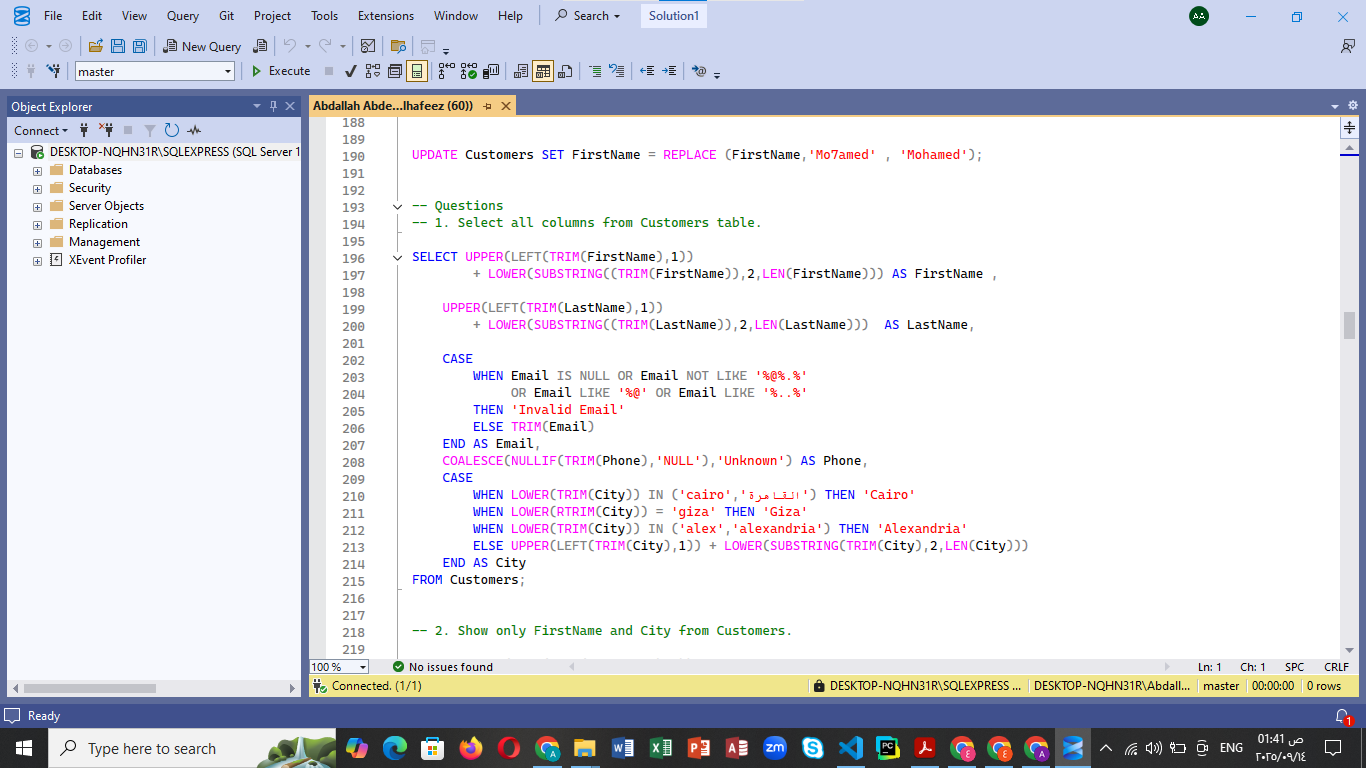 File Edit View Query Git Project Tools Extensions Window Help Search Solution1 AA
New Query
master Execute
Object Explorer
Connect
DESKTOP-NQHN31R\SQLEXPRESS (SQL Server 1
Databases
Security
Server Objects
Replication
Management
XEvent Profiler
Abdallah Abde...lhafeez (60))
188
189
190 UPDATE Customers SET FirstName = REPLACE (FirstName,'Mo7amed' , 'Mohamed');
191
192
193 -- Questions
194 -- 1. Select all columns from Customers table.
195
196 SELECT UPPER(LEFT(TRIM(FirstName),1))
197 + LOWER(SUBSTRING((TRIM(FirstName)),2,LEN(FirstName))) AS FirstName ,
198
199 UPPER(LEFT(TRIM(LastName),1))
200 + LOWER(SUBSTRING((TRIM(LastName)),2,LEN(LastName))) AS LastName,
201
202 CASE
203 WHEN Email IS NULL OR Email NOT LIKE '%@%.%'
204 OR Email LIKE '%@' OR Email LIKE '%..%'
205 THEN 'Invalid Email'
206 ELSE TRIM(Email)
207 END AS Email,
208 COALESCE(NULLIF(TRIM(Phone),'NULL'),'Unknown') AS Phone,
209 CASE
210 WHEN LOWER(TRIM(City)) IN ('cairo','القاهرة') THEN 'Cairo'
211 WHEN LOWER(RTRIM(City)) = 'giza' THEN 'Giza'
212 WHEN LOWER(TRIM(City)) IN ('alex','alexandria') THEN 'Alexandria'
213 ELSE UPPER(LEFT(TRIM(City),1)) + LOWER(SUBSTRING(TRIM(City),2,LEN(City)))
214 END AS City
215 FROM Customers;
216
217
218 -- 2. Show only FirstName and City from Customers.
219
100 % No issues found Ln: 1 Ch: 1 SPC CRLF
Connected. (1/1) DESKTOP-NQHN31R\SQLEXPRESS ... DESKTOP-NQHN31R\Abdall... master 00:00:00 0 rows
Ready 1
Type here to search ENG 01:41 ص
٢٠٢٥/٠٩/١٤